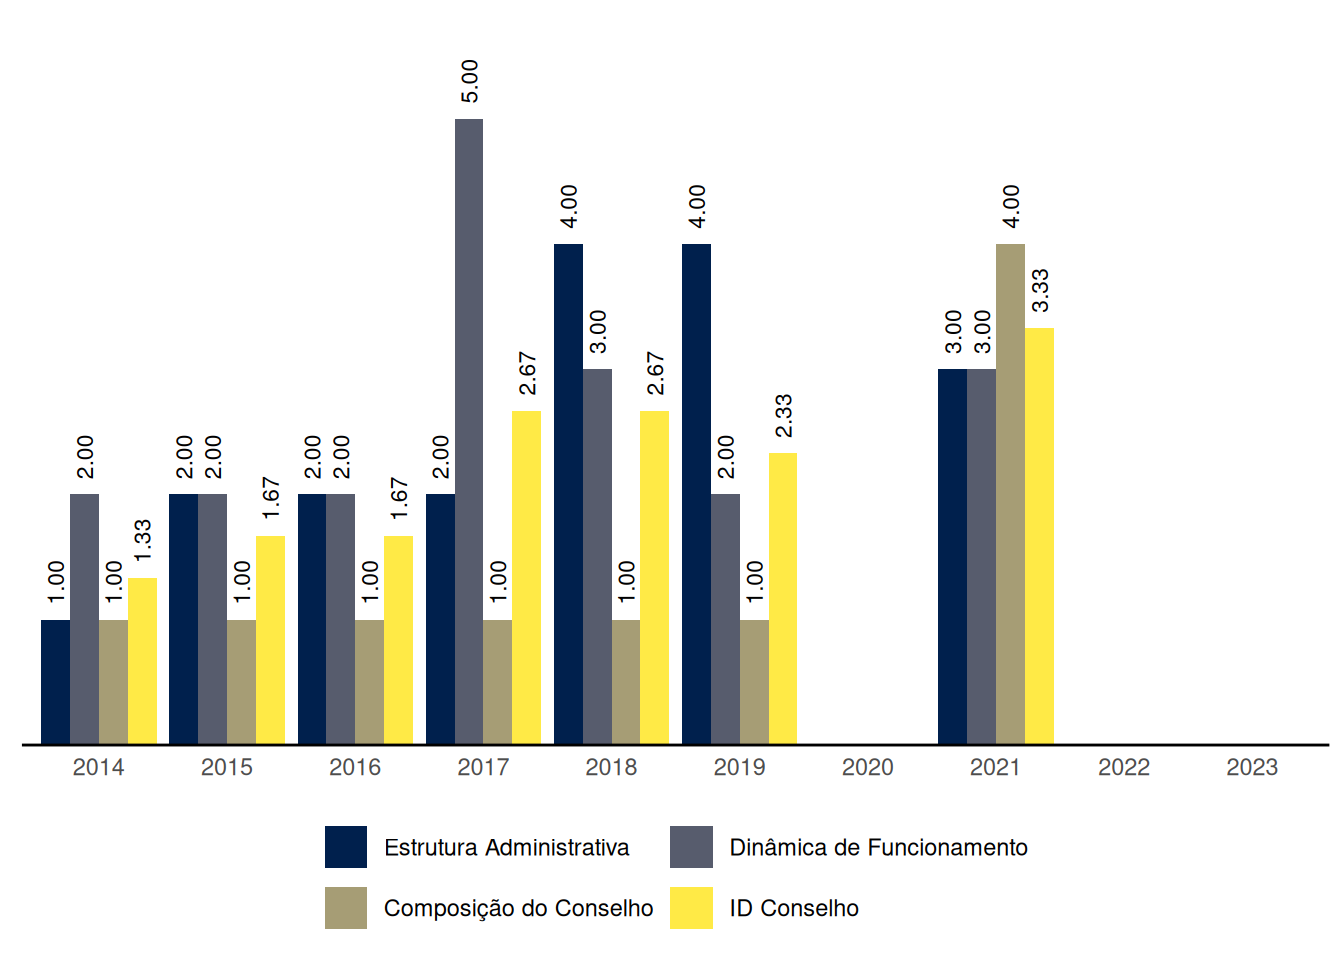 5.00
4.00 4.00 4.00
3.33
3.00 3.00 3.00
2.67 2.67
2.33
2.00 2.00 2.00 2.00 2.00 2.00 2.00
1.67 1.67
1.33
1.00 1.00 1.00 1.00 1.00 1.00 1.00
2014 2015 2016 2017 2018 2019 2020 2021 2022 2023
Estrutura Administrativa Dinâmica de Funcionamento
Composição do Conselho ID Conselho